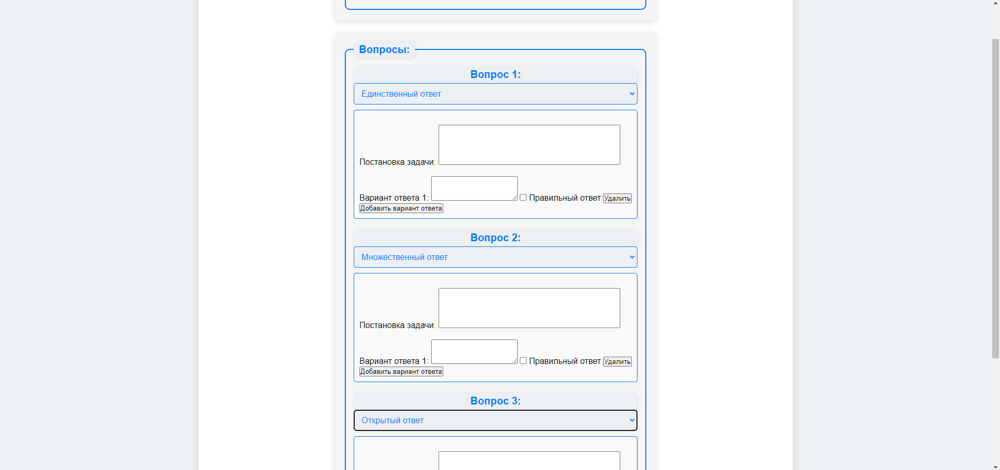 Вопросы:
Вопрос 1:
Единственный ответ
Постановка задачи:
Вариант ответа 1: Правильный ответ Удалить
Добавить вариант ответа
Вопрос 2:
Множественный ответ
Постановка задачи:
Вариант ответа 1: Правильный ответ Удалить
Добавить вариант ответа
Вопрос 3:
Открытый ответ